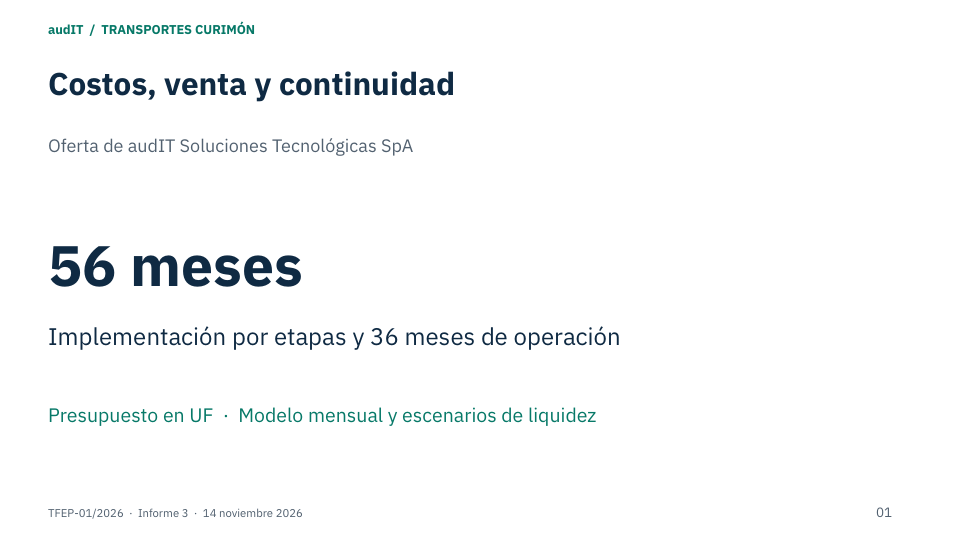 audIT / TRANSPORTES CURIMÓN
Costos, venta y continuidad
Oferta de audIT Soluciones Tecnológicas SpA
56 meses
Implementación por etapas y 36 meses de operación
Presupuesto en UF · Modelo mensual y escenarios de liquidez
TFEP-01/2026 · Informe 3 · 14 noviembre 2026
01